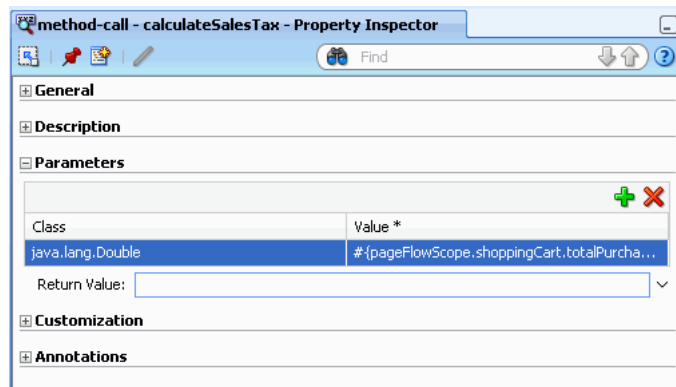 method-call - calculateSalesTax - Property Inspector
Find
General
Description
Parameters
Class Value *
java.lang.Double #{pageFlowScope.shoppingCart.totalPurcha...
Return Value:
Customization
Annotations